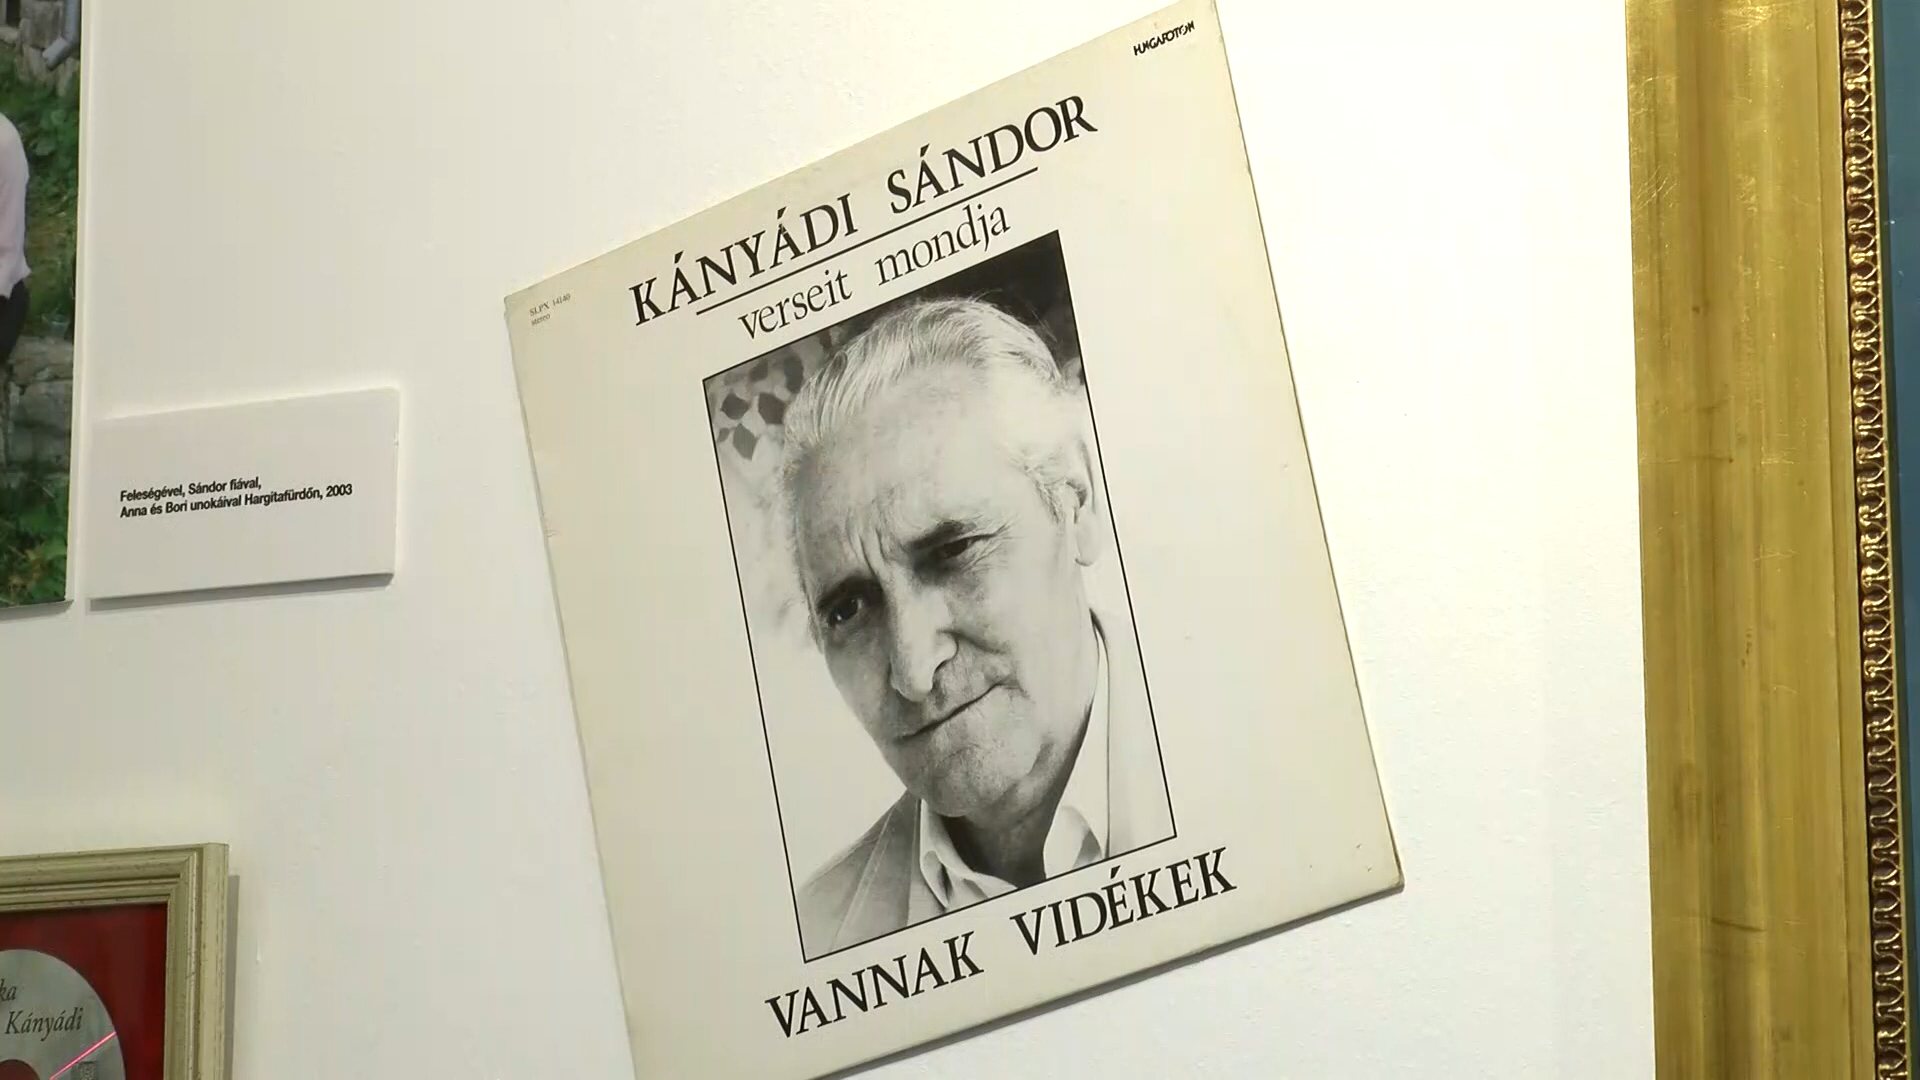 HUNGAROTON
SLPX 14140
stereo
KÁNYÁDI SÁNDOR
verseit mondja
VANNAK VIDÉKEK
Feleségével, Sándor fiával,
Anna és Bori unokáival Hargitafürdőn, 2003
Kányádi